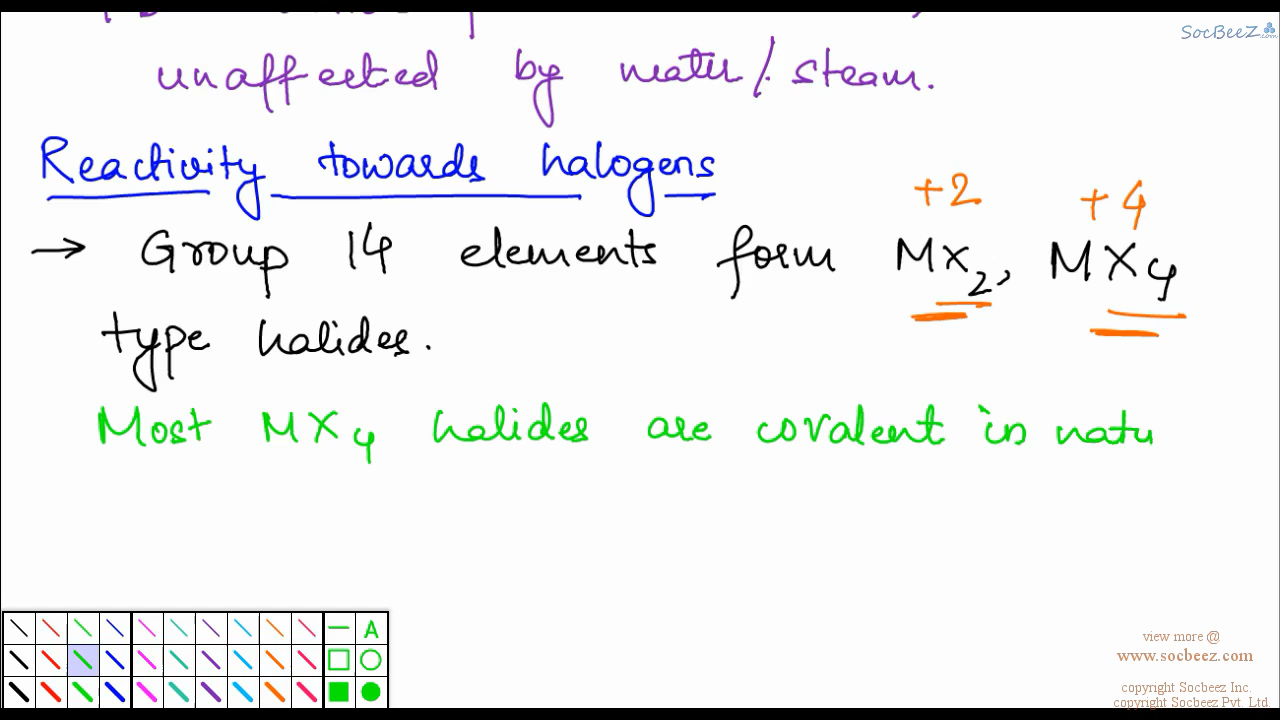 SocBeeZ.com
unaffected by water/steam.
Reactivity towards halogens
+2 +4
→ Group 14 elements form MX₂, MX₄
type halides.
Most MX₄ halides are covalent in natu
A
view more @
www.socbeez.com
copyright Socbeez Inc.
copyright Socbeez Pvt. Ltd.